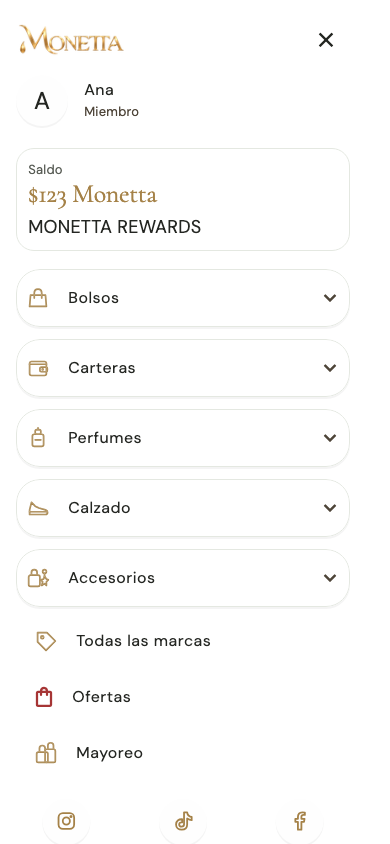 MONETTA
A
Ana
Miembro
Saldo
$123 Monetta
MONETTA REWARDS
Bolsos
Carteras
Perfumes
Calzado
Accesorios
Todas las marcas
Ofertas
Mayoreo